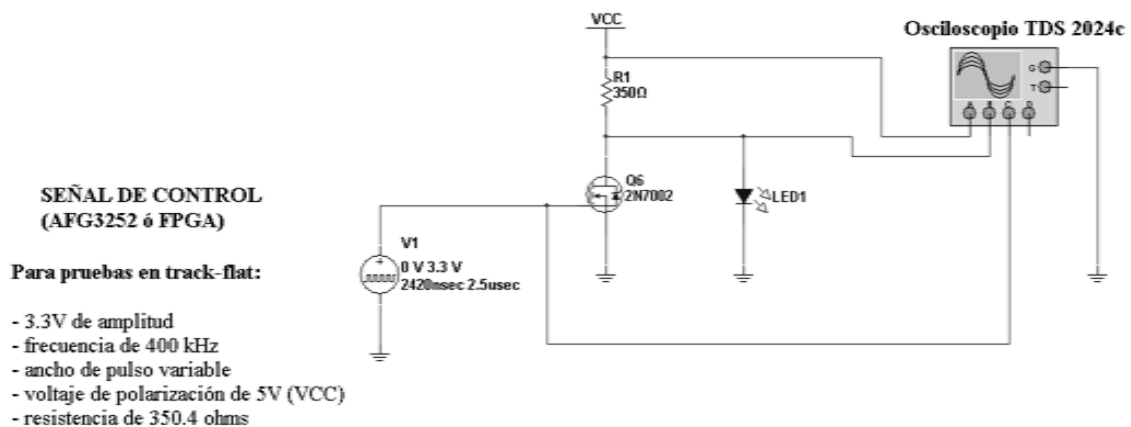 VCC
Osciloscopio TDS 2024c
R1
350Ω
G
T
A B C D
SEÑAL DE CONTROL
(AFG3252 ó FPGA)
Q6
2N7002
LED1
V1
0 V 3.3 V
2420nsec 2.5usec
Para pruebas en track-flat:
- 3.3V de amplitud
- frecuencia de 400 kHz
- ancho de pulso variable
- voltaje de polarización de 5V (VCC)
- resistencia de 350.4 ohms